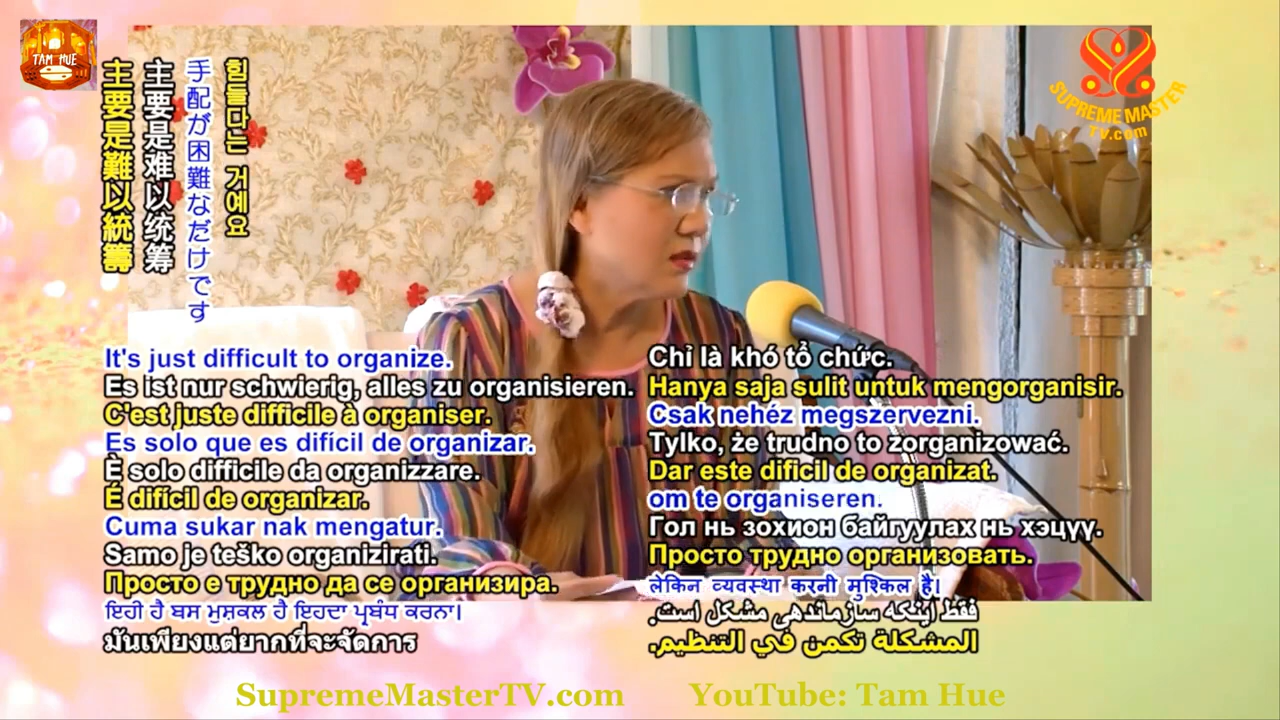 TAM HUE
SUPREME MASTER
TV.com
主要是難以統籌
主要是难以统筹
手配が困難なだけです
힘들다는 거예요
It's just difficult to organize.
Es ist nur schwierig, alles zu organisieren.
C'est juste difficile à organiser.
Es solo que es difícil de organizar.
È solo difficile da organizzare.
É difícil de organizar.
Cuma sukar nak mengatur.
Samo je teško organizirati.
Просто е трудно да се организира.
ਇਹੀ ਹੈ ਬਸ ਮੁਸ਼ਕਲ ਹੈ ਇਹਦਾ ਪ੍ਰਬੰਧ ਕਰਨਾ।
มันเพียงแต่ยากที่จะจัดการ
Chỉ là khó tổ chức.
Hanya saja sulit untuk mengorganisir.
Csak nehéz megszervezni.
Tylko, że trudno to zorganizować.
Dar este dificil de organizat.
om te organiseren.
Гол нь зохион байгуулах нь хэцүү.
Просто трудно организовать.
लेकिन व्यवस्था करनी मुश्किल है।
فقط اینکه سازماندهی مشکل است.
المشكلة تكمن في التنظيم.
SupremeMasterTV.com
YouTube: Tam Hue